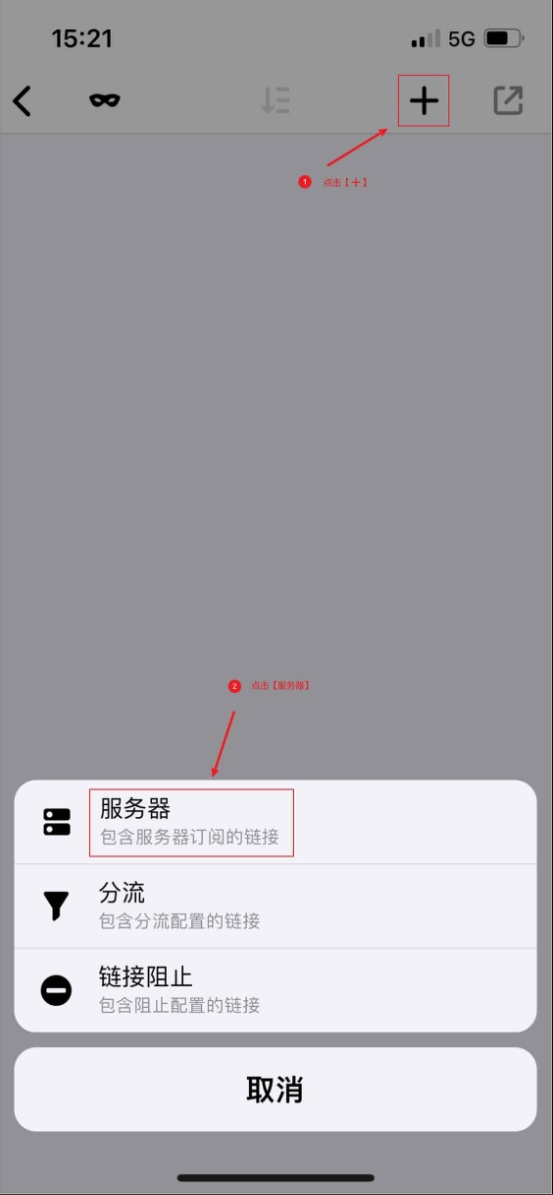 15:21
5G
1 点击【＋】
2 点击【服务器】
服务器
包含服务器订阅的链接
分流
包含分流配置的链接
链接阻止
包含阻止配置的链接
取消